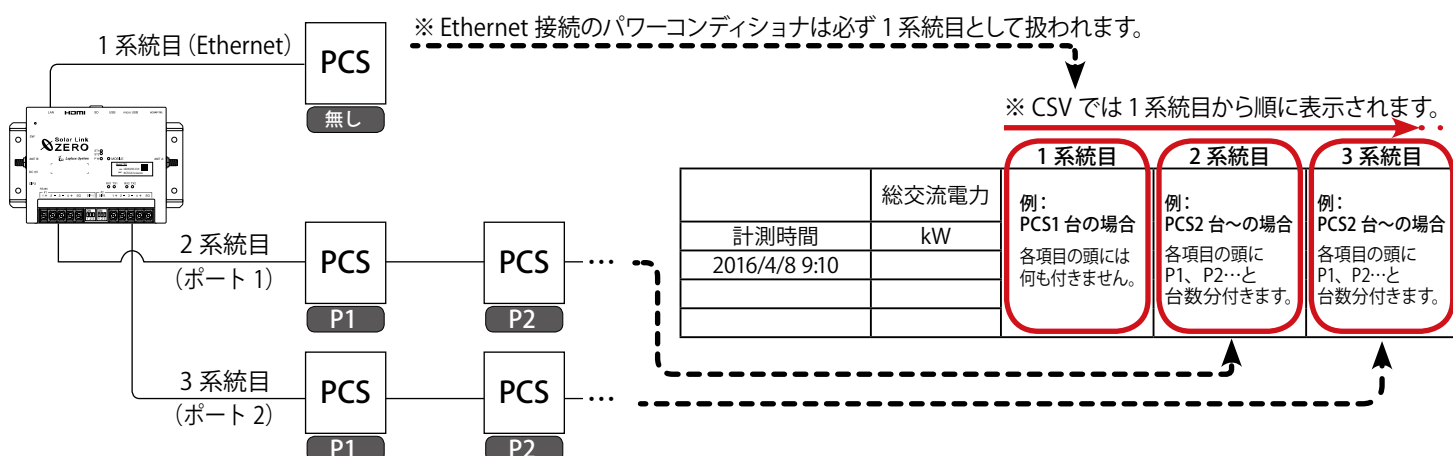 ※ Ethernet 接続のパワーコンディショナは必ず 1 系統目として扱われます。
1 系統目（Ethernet）
PCS
無し
※ CSV では 1 系統目から順に表示されます。
LAN HDMI SD USB
Solar Link
ZERO
Laplace System
1 系統目
2 系統目
3 系統目
総交流電力
計測時間
kW
2016/4/8 9:10
例：
PCS1 台の場合
各項目の頭には
何も付きません。
例：
PCS2 台～の場合
各項目の頭に
P1、P2…と
台数分付きます。
例：
PCS2 台～の場合
各項目の頭に
P1、P2…と
台数分付きます。
2 系統目
（ポート 1）
PCS
P1
PCS
P2
…
3 系統目
（ポート 2）
PCS
P1
PCS
P2
…